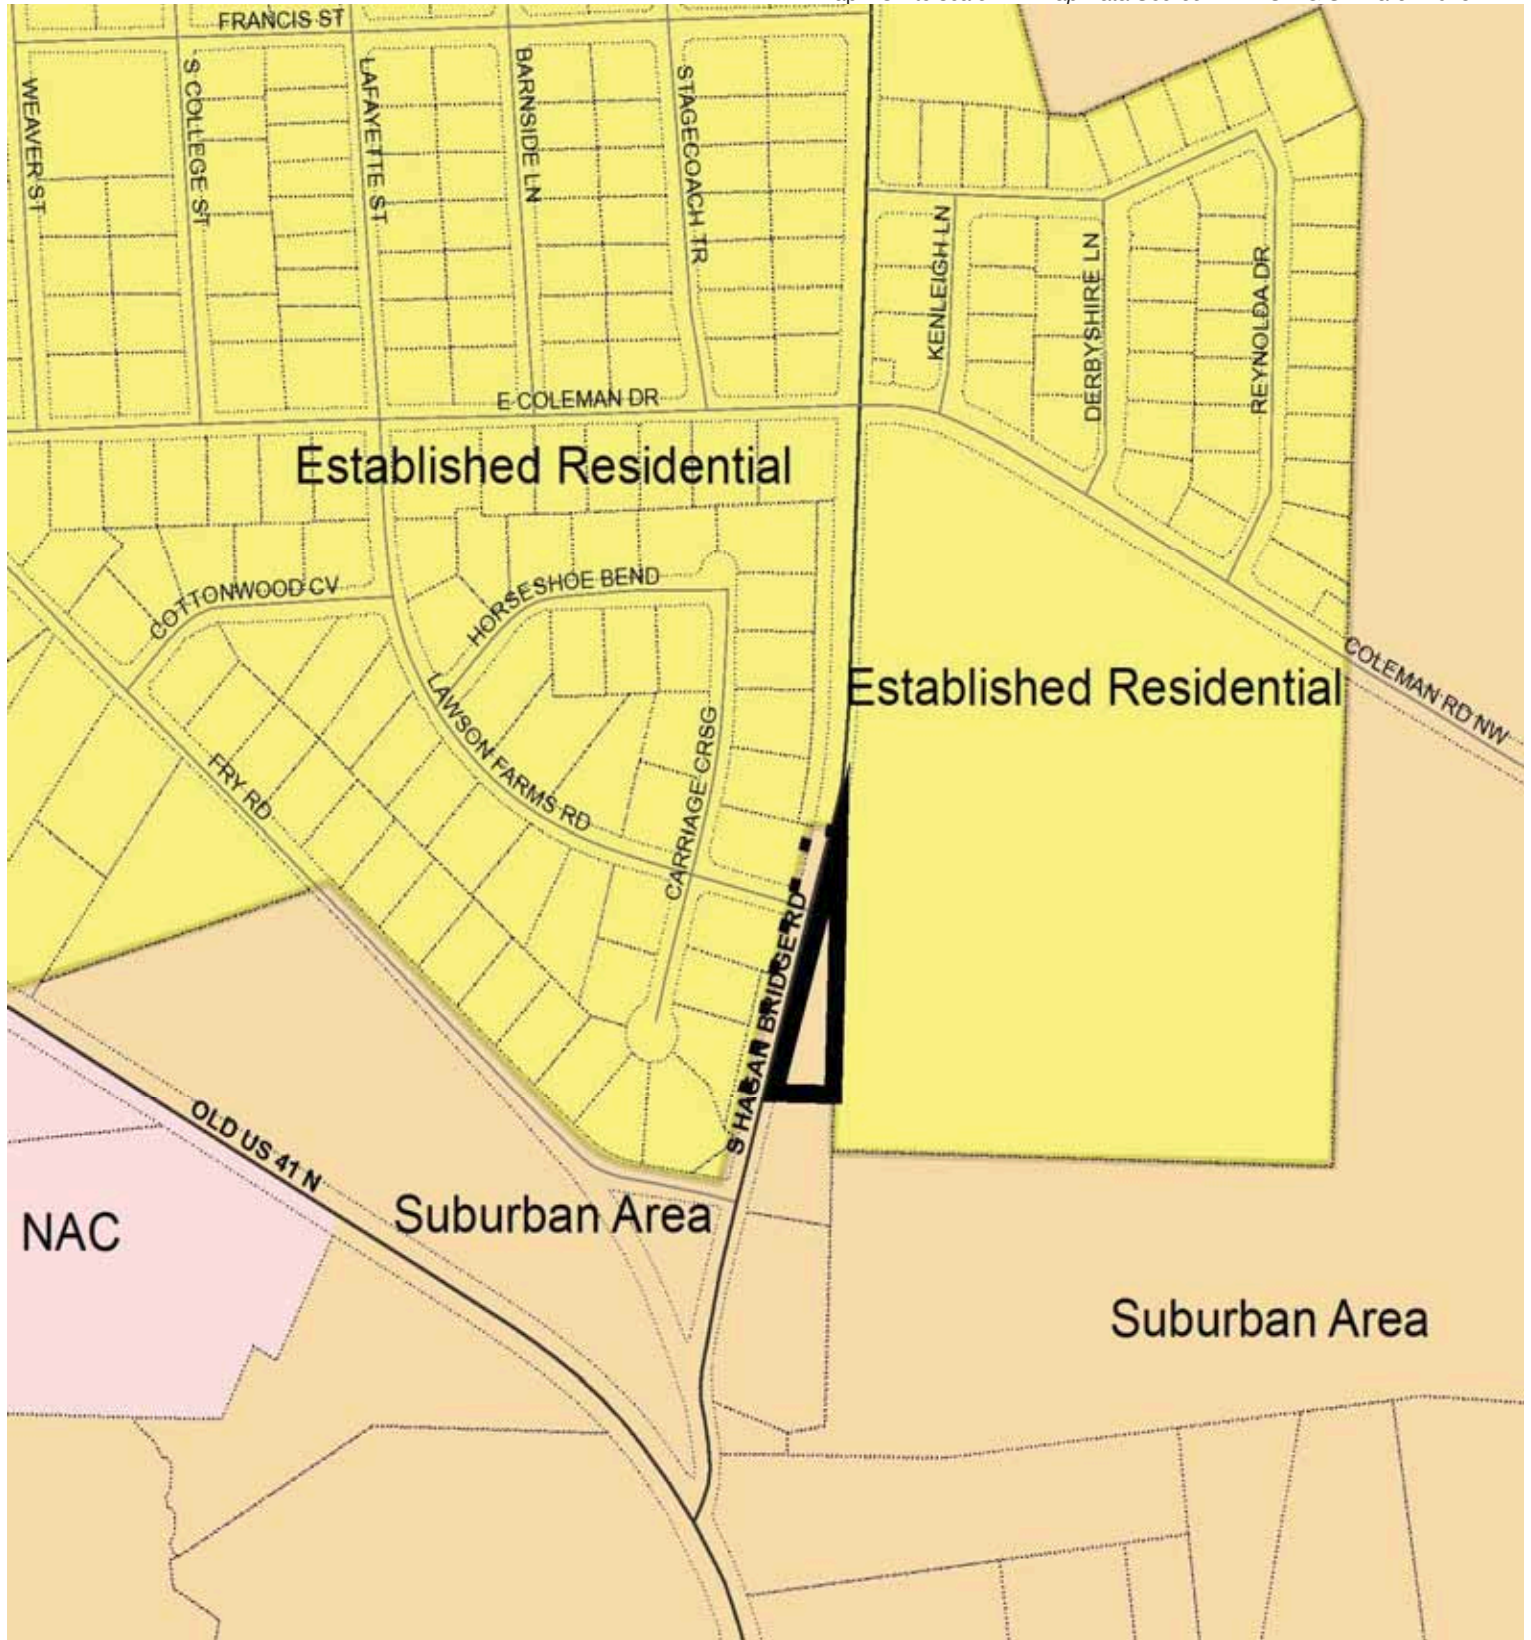 FRANCIS ST
WEAVER ST
S COLLEGE ST
LAFAYETTE ST
BARNSIDE LN
STAGECOACH TR
KENLEIGH LN
DERBYSHIRE LN
REYNOLDA DR
E COLEMAN DR
Established Residential
COTTONWOOD CV
HORSESHOE BEND
COLEMAN RD NW
Established Residential
LAWSON FARMS RD
CARRIAGE CRSG
FRY RD
S HAGAN BRIDGE RD
OLD US 41 N
NAC
Suburban Area
Suburban Area